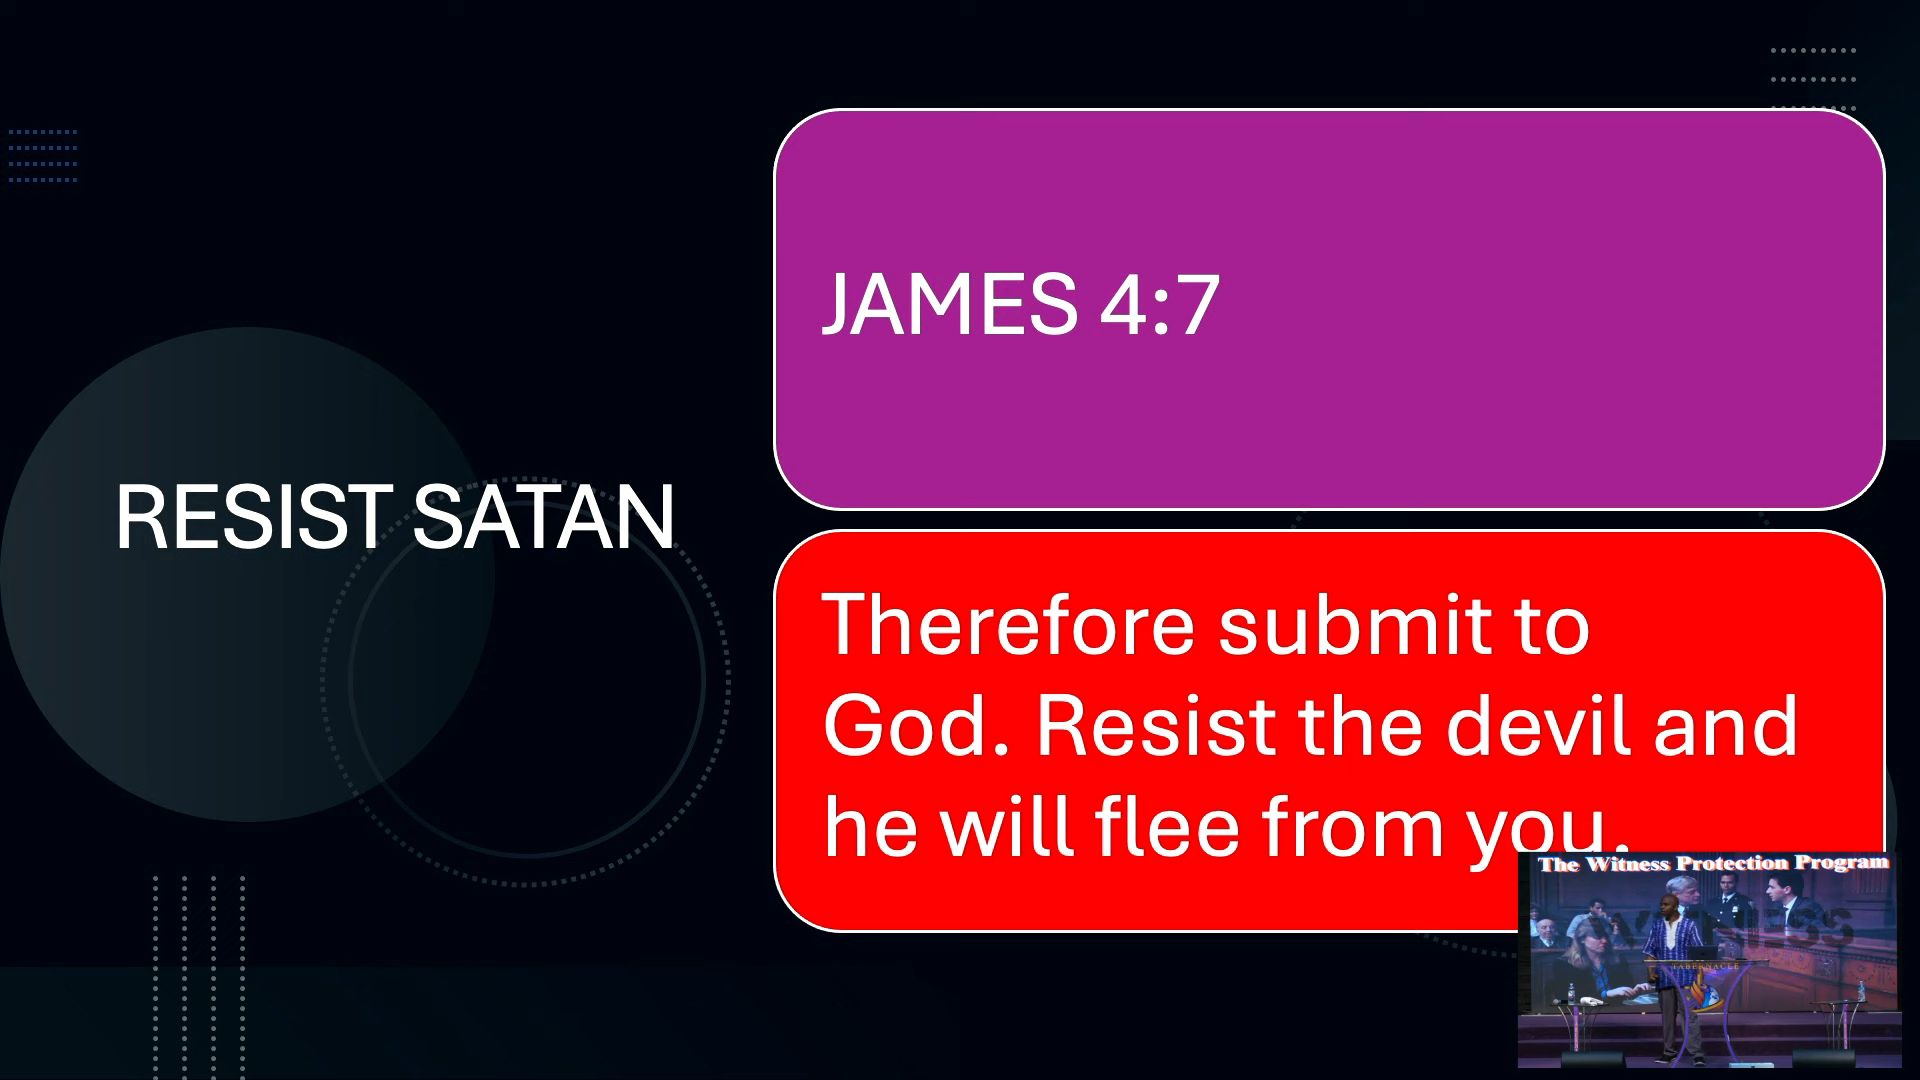 RESIST SATAN
JAMES 4:7
Therefore submit to
God. Resist the devil and
he will flee from you.
The Witness Protection Program
TABERNACLE